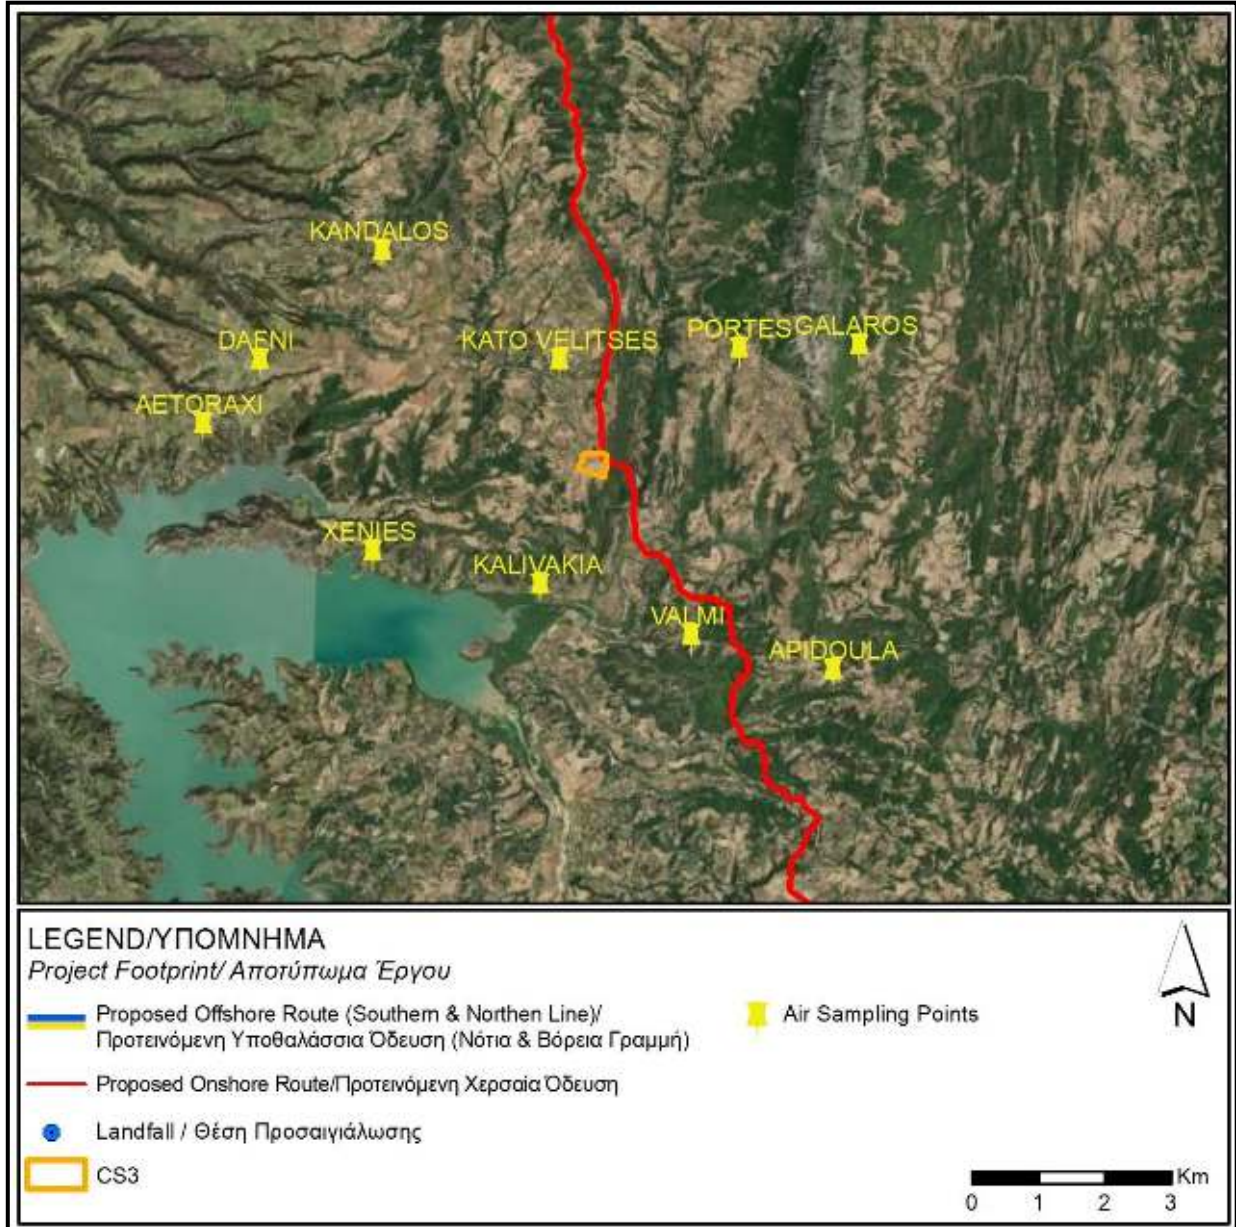 KANDALOS
DAFNI
KATO VELITSES
PORTES
GALAROS
AETORAXI
XENIES
KALIVAKIA
VALMI
APIDOULA
LEGEND/ΥΠΟΜΝΗΜΑ
Project Footprint/ Αποτύπωμα Έργου
Proposed Offshore Route (Southern & Northen Line)/
Προτεινόμενη Υποθαλάσσια Όδευση (Νότια & Βόρεια Γραμμή)
Air Sampling Points
N
Proposed Onshore Route/Προτεινόμενη Χερσαία Όδευση
Landfall / Θέση Προσαιγιάλωσης
CS3
Km
0 1 2 3